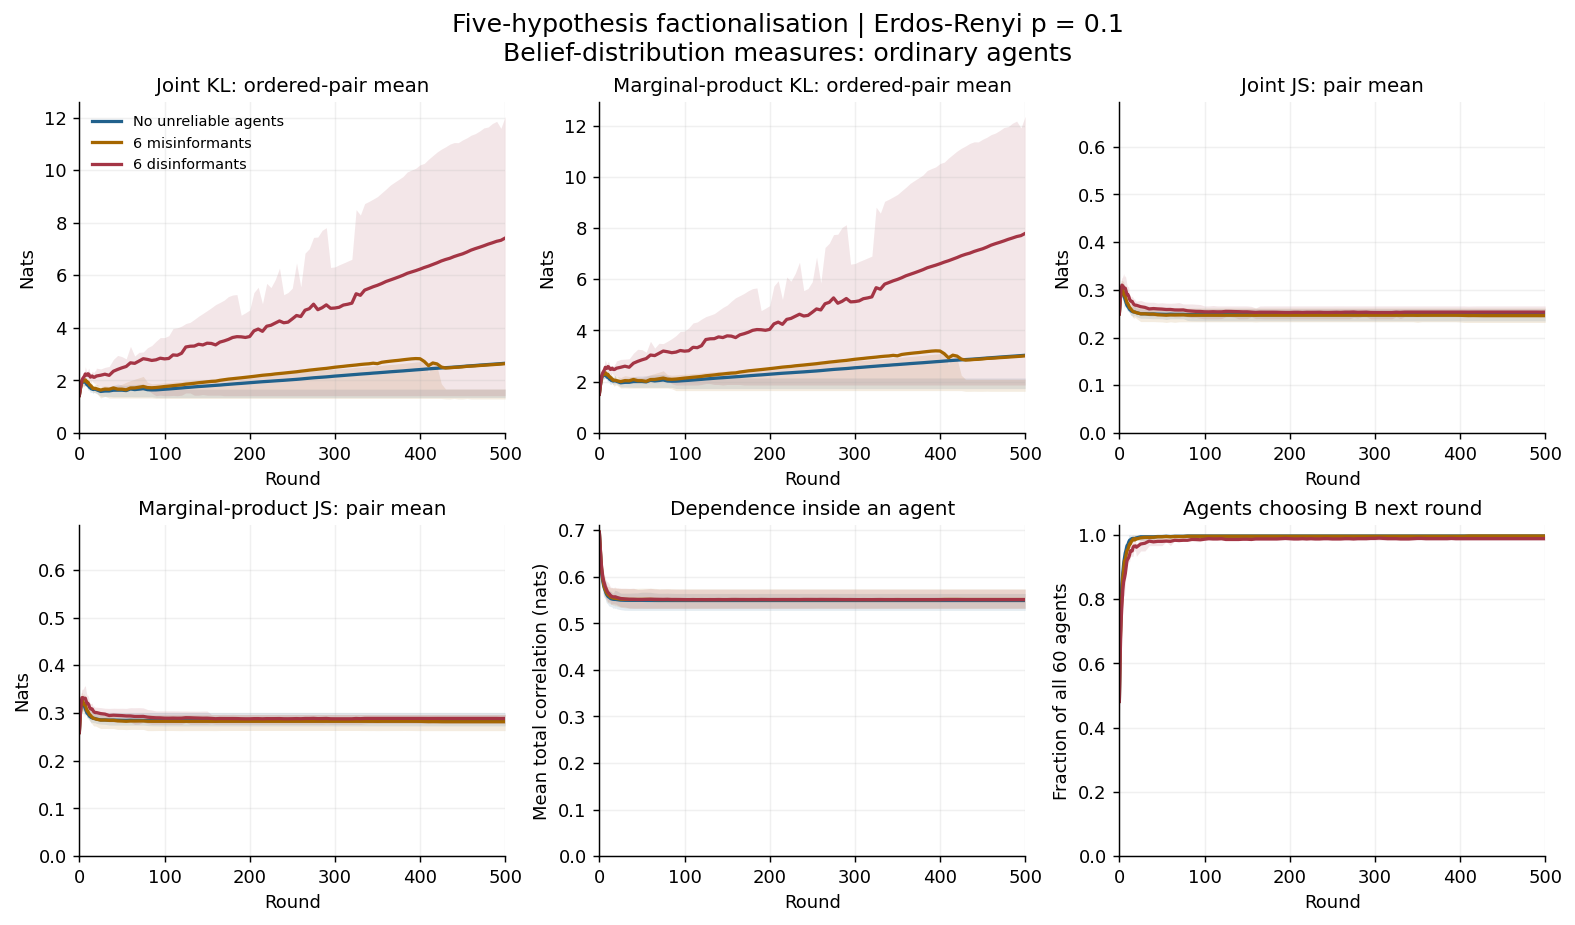 Five-hypothesis factionalisation | Erdos-Renyi p = 0.1
Belief-distribution measures: ordinary agents
Joint KL: ordered-pair mean
Nats
12
10
8
6
4
2
0
No unreliable agents
6 misinformants
6 disinformants
0 100 200 300 400 500
Round
Marginal-product KL: ordered-pair mean
Nats
12
10
8
6
4
2
0
0 100 200 300 400 500
Round
Joint JS: pair mean
Nats
0.6
0.5
0.4
0.3
0.2
0.1
0.0
0 100 200 300 400 500
Round
Marginal-product JS: pair mean
Nats
0.6
0.5
0.4
0.3
0.2
0.1
0.0
0 100 200 300 400 500
Round
Dependence inside an agent
Mean total correlation (nats)
0.7
0.6
0.5
0.4
0.3
0.2
0.1
0.0
0 100 200 300 400 500
Round
Agents choosing B next round
Fraction of all 60 agents
1.0
0.8
0.6
0.4
0.2
0.0
0 100 200 300 400 500
Round